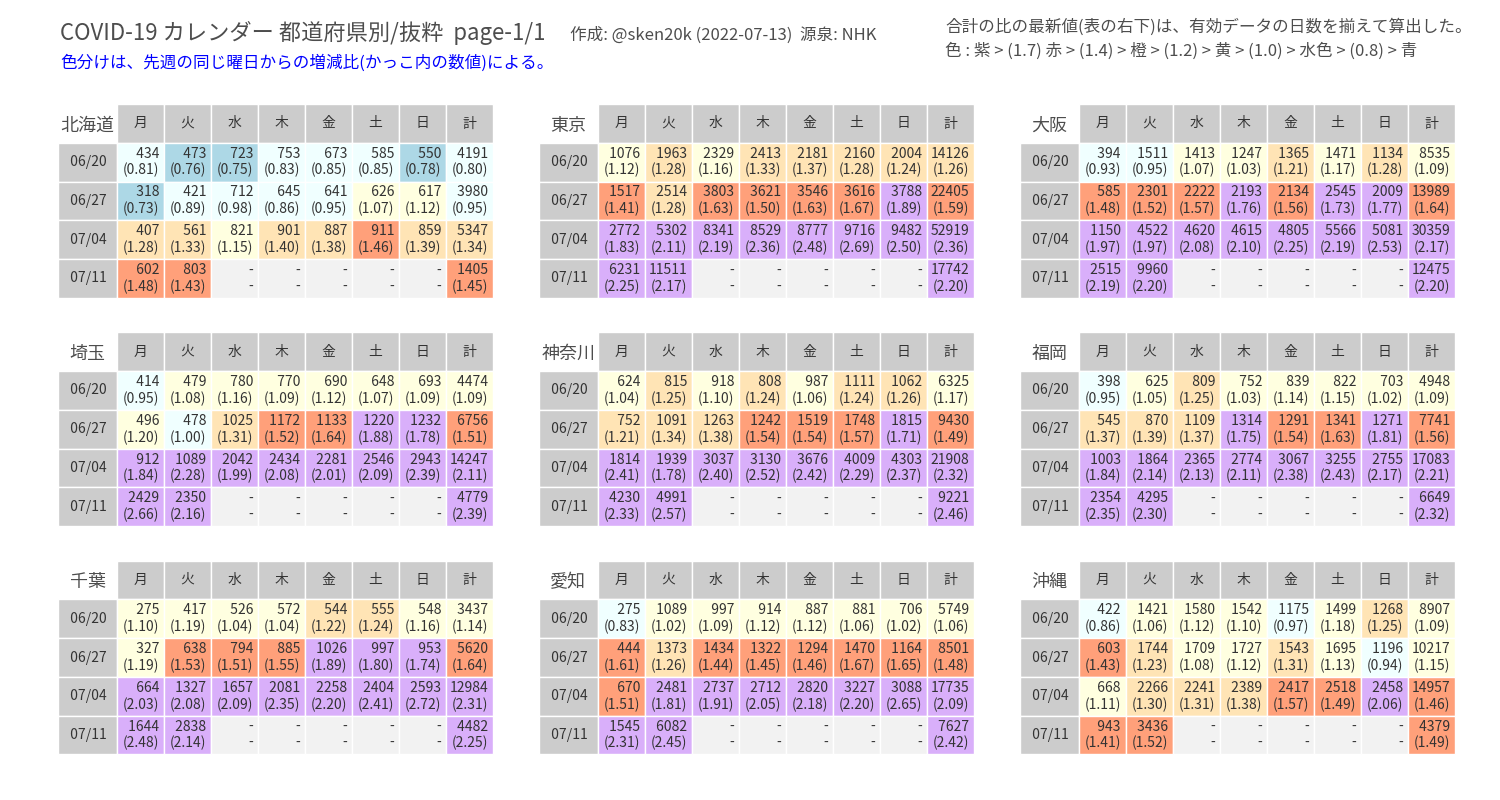 COVID-19 カレンダー 都道府県別/抜粋 page-1/1
作成: @sken20k (2022-07-13) 源泉: NHK
合計の比の最新値(表の右下)は、有効データの日数を揃えて算出した。
色分けは、先週の同じ曜日からの増減比(かっこ内の数値)による。
色 : 紫 > (1.7) 赤 > (1.4) > 橙 > (1.2) > 黄 > (1.0) > 水色 > (0.8) > 青
北海道 月 火 水 木 金 土 日 計
06/20 434 473 723 753 673 585 550 4191
(0.81) (0.76) (0.75) (0.83) (0.85) (0.85) (0.78) (0.80)
06/27 318 421 712 645 641 626 617 3980
(0.73) (0.89) (0.98) (0.86) (0.95) (1.07) (1.12) (0.95)
07/04 407 561 821 901 887 911 859 5347
(1.28) (1.33) (1.15) (1.40) (1.38) (1.46) (1.39) (1.34)
07/11 602 803 - - - - - 1405
(1.48) (1.43) - - - - - (1.45)
東京 月 火 水 木 金 土 日 計
06/20 1076 1963 2329 2413 2181 2160 2004 14126
(1.12) (1.28) (1.16) (1.33) (1.37) (1.28) (1.24) (1.26)
06/27 1517 2514 3803 3621 3546 3616 3788 22405
(1.41) (1.28) (1.63) (1.50) (1.63) (1.67) (1.89) (1.59)
07/04 2772 5302 8341 8529 8777 9716 9482 52919
(1.83) (2.11) (2.19) (2.36) (2.48) (2.69) (2.50) (2.36)
07/11 6231 11511 - - - - - 17742
(2.25) (2.17) - - - - - (2.20)
大阪 月 火 水 木 金 土 日 計
06/20 394 1511 1413 1247 1365 1471 1134 8535
(0.93) (0.95) (1.07) (1.03) (1.21) (1.17) (1.28) (1.09)
06/27 585 2301 2222 2193 2134 2545 2009 13989
(1.48) (1.52) (1.57) (1.76) (1.56) (1.73) (1.77) (1.64)
07/04 1150 4522 4620 4615 4805 5566 5081 30359
(1.97) (1.97) (2.08) (2.10) (2.25) (2.19) (2.53) (2.17)
07/11 2515 9960 - - - - - 12475
(2.19) (2.20) - - - - - (2.20)
埼玉 月 火 水 木 金 土 日 計
06/20 414 479 780 770 690 648 693 4474
(0.95) (1.08) (1.16) (1.09) (1.12) (1.07) (1.09) (1.09)
06/27 496 478 1025 1172 1133 1220 1232 6756
(1.20) (1.00) (1.31) (1.52) (1.64) (1.88) (1.78) (1.51)
07/04 912 1089 2042 2434 2281 2546 2943 14247
(1.84) (2.28) (1.99) (2.08) (2.01) (2.09) (2.39) (2.11)
07/11 2429 2350 - - - - - 4779
(2.66) (2.16) - - - - - (2.39)
神奈川 月 火 水 木 金 土 日 計
06/20 624 815 918 808 987 1111 1062 6325
(1.04) (1.25) (1.10) (1.24) (1.06) (1.24) (1.26) (1.17)
06/27 752 1091 1263 1242 1519 1748 1815 9430
(1.21) (1.34) (1.38) (1.54) (1.54) (1.57) (1.71) (1.49)
07/04 1814 1939 3037 3130 3676 4009 4303 21908
(2.41) (1.78) (2.40) (2.52) (2.42) (2.29) (2.37) (2.32)
07/11 4230 4991 - - - - - 9221
(2.33) (2.57) - - - - - (2.46)
福岡 月 火 水 木 金 土 日 計
06/20 398 625 809 752 839 822 703 4948
(0.95) (1.05) (1.25) (1.03) (1.14) (1.15) (1.02) (1.09)
06/27 545 870 1109 1314 1291 1341 1271 7741
(1.37) (1.39) (1.37) (1.75) (1.54) (1.63) (1.81) (1.56)
07/04 1003 1864 2365 2774 3067 3255 2755 17083
(1.84) (2.14) (2.13) (2.11) (2.38) (2.43) (2.17) (2.21)
07/11 2354 4295 - - - - - 6649
(2.35) (2.30) - - - - - (2.32)
千葉 月 火 水 木 金 土 日 計
06/20 275 417 526 572 544 555 548 3437
(1.10) (1.19) (1.04) (1.04) (1.22) (1.24) (1.16) (1.14)
06/27 327 638 794 885 1026 997 953 5620
(1.19) (1.53) (1.51) (1.55) (1.89) (1.80) (1.74) (1.64)
07/04 664 1327 1657 2081 2258 2404 2593 12984
(2.03) (2.08) (2.09) (2.35) (2.20) (2.41) (2.72) (2.31)
07/11 1644 2838 - - - - - 4482
(2.48) (2.14) - - - - - (2.25)
愛知 月 火 水 木 金 土 日 計
06/20 275 1089 997 914 887 881 706 5749
(0.83) (1.02) (1.09) (1.12) (1.12) (1.06) (1.02) (1.06)
06/27 444 1373 1434 1322 1294 1470 1164 8501
(1.61) (1.26) (1.44) (1.45) (1.46) (1.67) (1.65) (1.48)
07/04 670 2481 2737 2712 2820 3227 3088 17735
(1.51) (1.81) (1.91) (2.05) (2.18) (2.20) (2.65) (2.09)
07/11 1545 6082 - - - - - 7627
(2.31) (2.45) - - - - - (2.42)
沖縄 月 火 水 木 金 土 日 計
06/20 422 1421 1580 1542 1175 1499 1268 8907
(0.86) (1.06) (1.12) (1.10) (0.97) (1.18) (1.25) (1.09)
06/27 603 1744 1709 1727 1543 1695 1196 10217
(1.43) (1.23) (1.08) (1.12) (1.31) (1.13) (0.94) (1.15)
07/04 668 2266 2241 2389 2417 2518 2458 14957
(1.11) (1.30) (1.31) (1.38) (1.57) (1.49) (2.06) (1.46)
07/11 943 3436 - - - - - 4379
(1.41) (1.52) - - - - - (1.49)